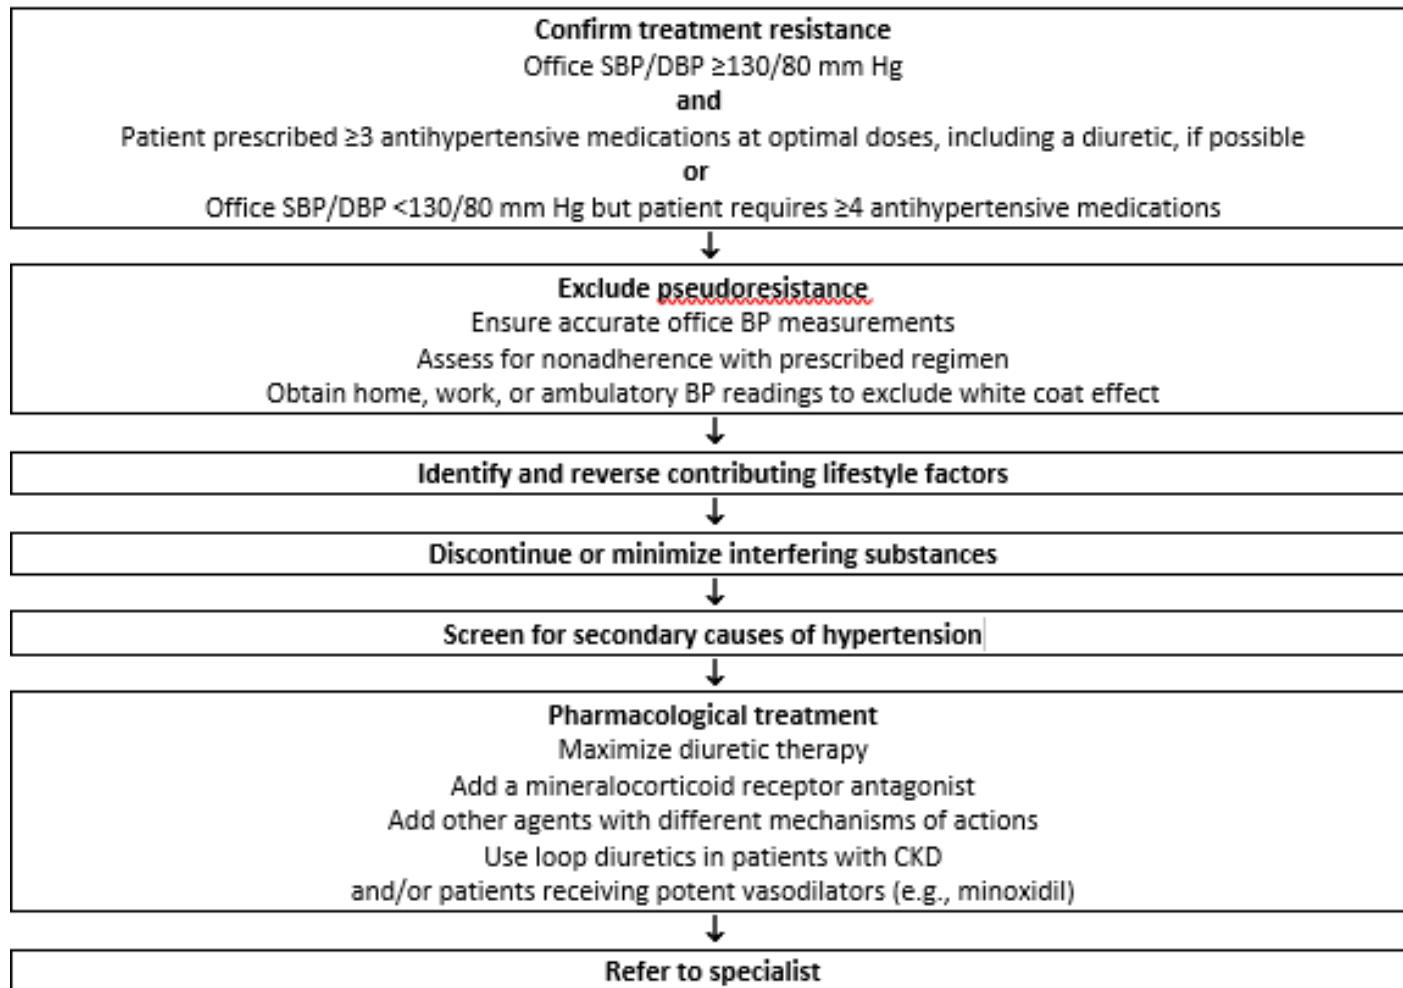 Confirm treatment resistance
Office SBP/DBP ≥130/80 mm Hg
and
Patient prescribed ≥3 antihypertensive medications at optimal doses, including a diuretic, if possible
or
Office SBP/DBP <130/80 mm Hg but patient requires ≥4 antihypertensive medications
Exclude pseudoresistance
Ensure accurate office BP measurements
Assess for nonadherence with prescribed regimen
Obtain home, work, or ambulatory BP readings to exclude white coat effect
Identify and reverse contributing lifestyle factors
Discontinue or minimize interfering substances
Screen for secondary causes of hypertension
Pharmacological treatment
Maximize diuretic therapy
Add a mineralocorticoid receptor antagonist
Add other agents with different mechanisms of actions
Use loop diuretics in patients with CKD
and/or patients receiving potent vasodilators (e.g., minoxidil)
Refer to specialist